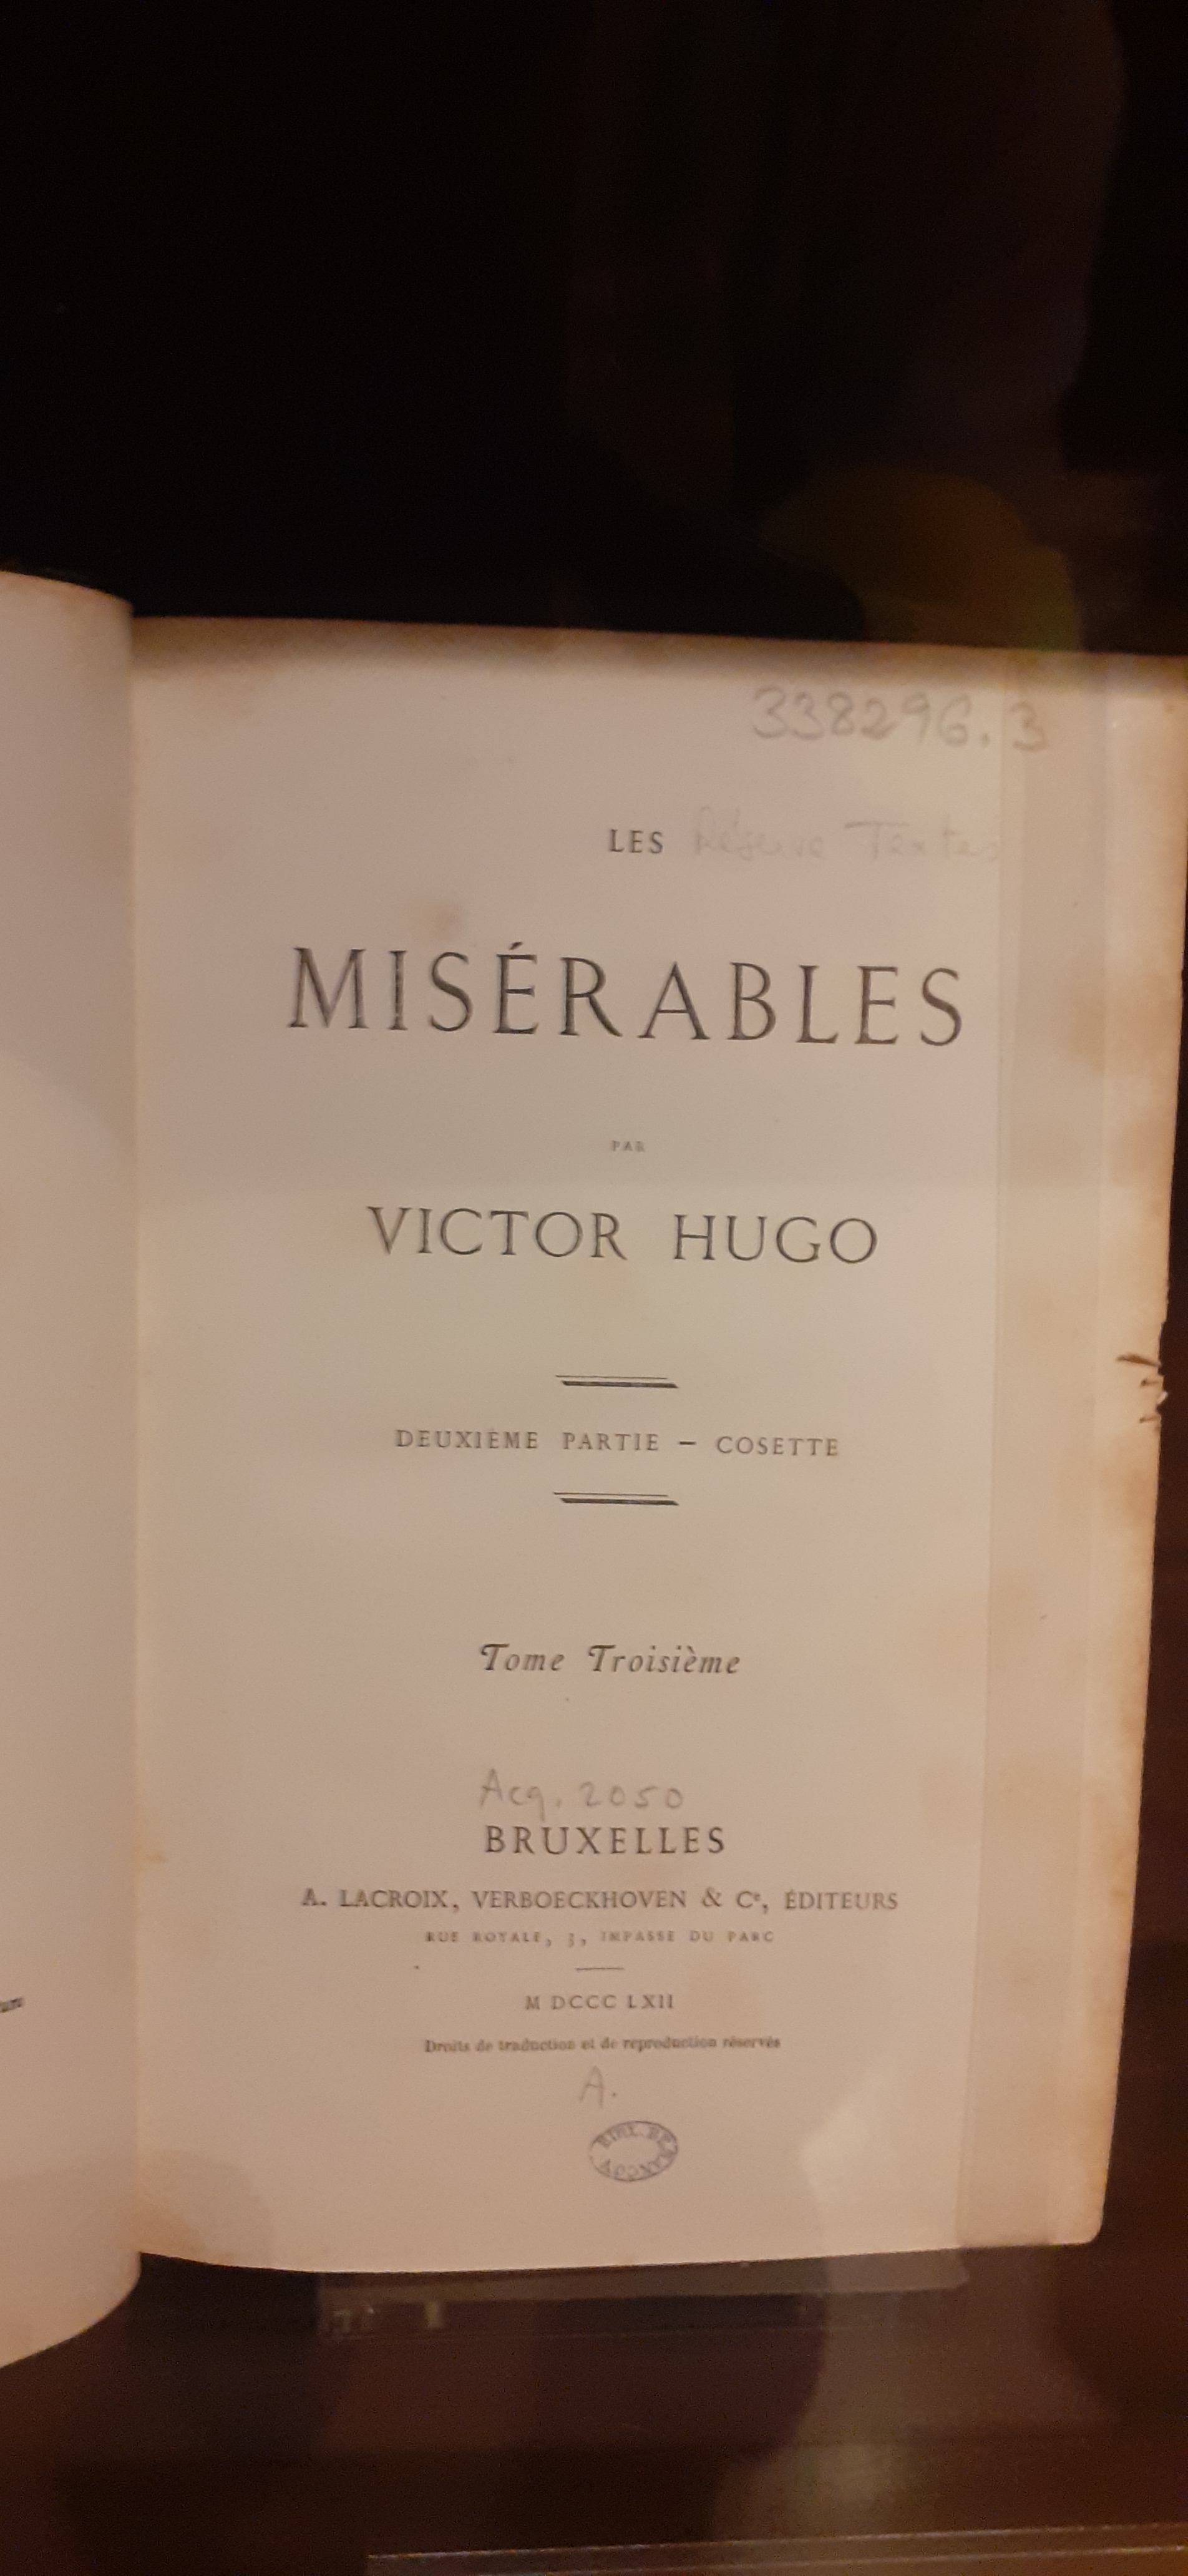 338296.3
LES Réserve Textes
MISÉRABLES
PAR
VICTOR HUGO
DEUXIÈME PARTIE — COSETTE
Tome Troisième
Acq. 2050
BRUXELLES
A. LACROIX, VERBOECKHOVEN & Cᵉ, ÉDITEURS
RUE ROYALE, 3, IMPASSE DU PARC
M DCCC LXII
Droits de traduction et de reproduction réservés
A.